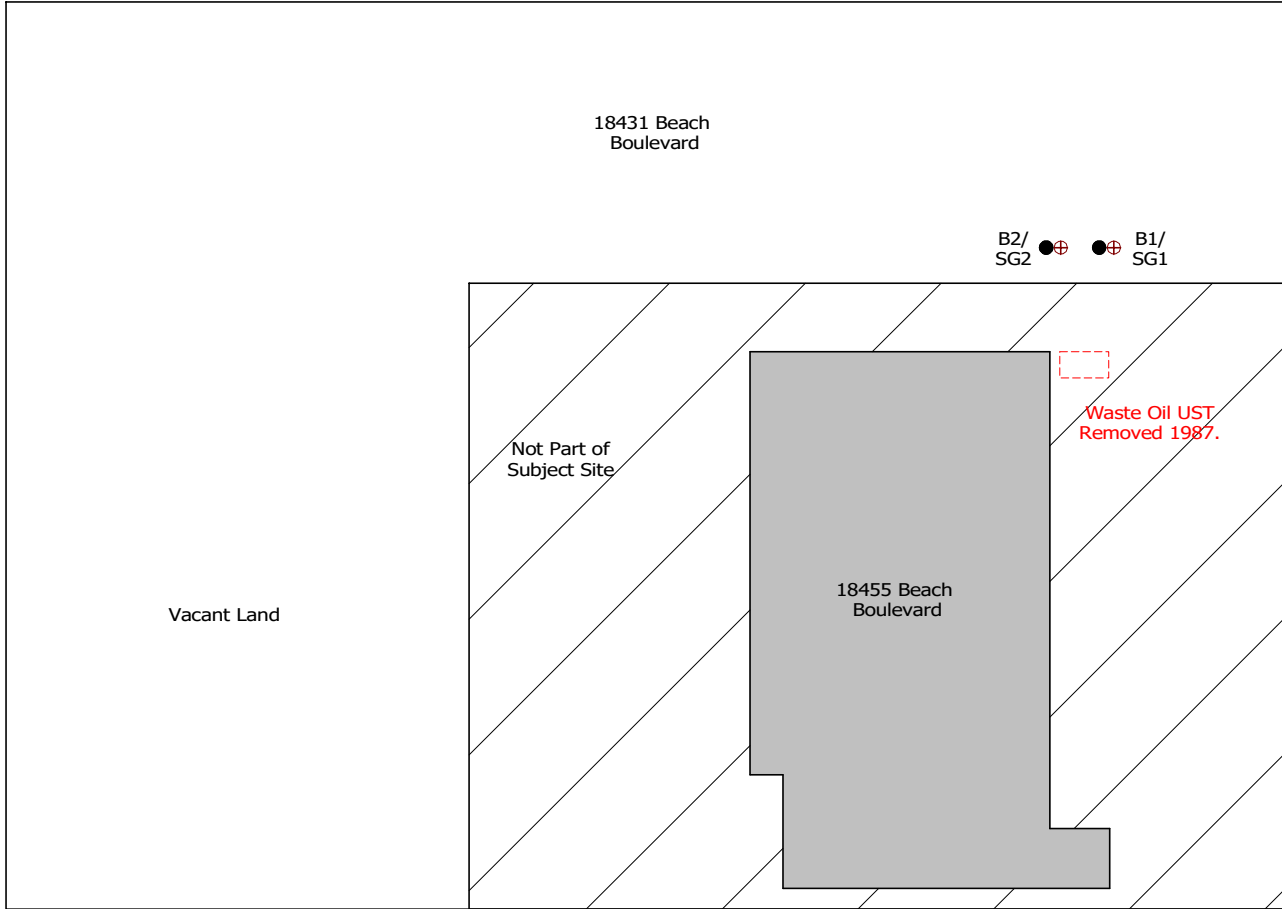 18431 Beach
Boulevard
B2/
SG2
B1/
SG1
Waste Oil UST
Removed 1987.
Not Part of
Subject Site
18455 Beach
Boulevard
Vacant Land